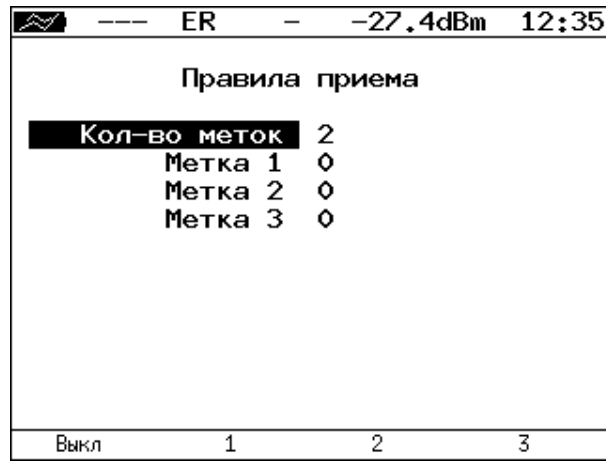 --- ER - -27.4dBm 12:35
Правила приема
Кол-во меток 2
Метка 1 0
Метка 2 0
Метка 3 0
Выкл 1 2 3